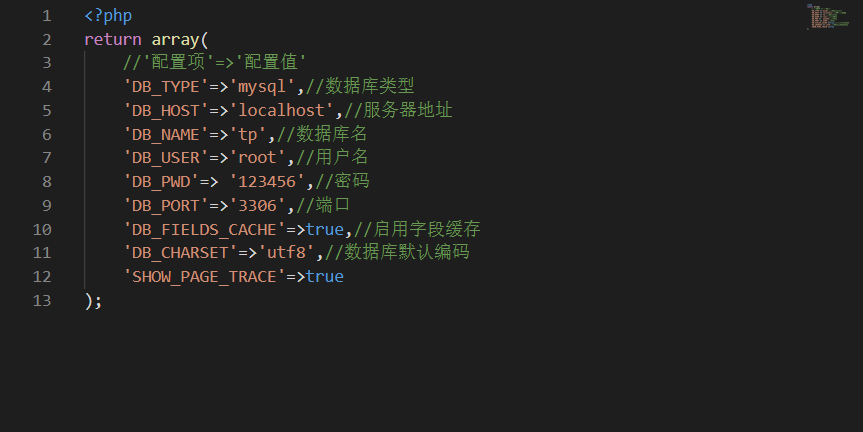 1 <?php
2 return array(
3 //'配置项'=>'配置值'
4 'DB_TYPE'=>'mysql',//数据库类型
5 'DB_HOST'=>'localhost',//服务器地址
6 'DB_NAME'=>'tp',//数据库名
7 'DB_USER'=>'root',//用户名
8 'DB_PWD'=> '123456',//密码
9 'DB_PORT'=>'3306',//端口
10 'DB_FIELDS_CACHE'=>true,//启用字段缓存
11 'DB_CHARSET'=>'utf8',//数据库默认编码
12 'SHOW_PAGE_TRACE'=>true
13 );